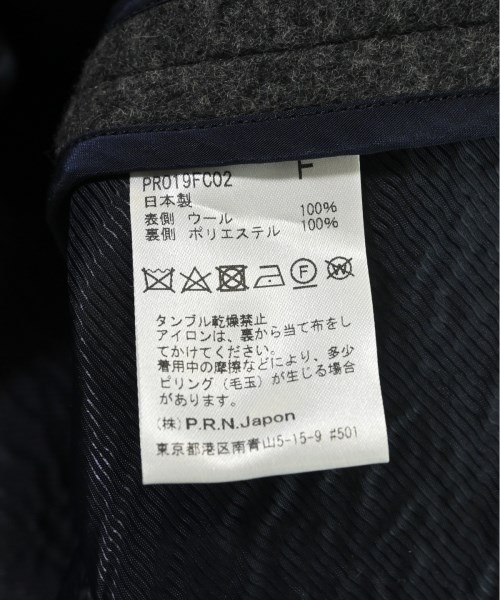 PRO19FC02 F
日本製
表側 ウール 100%
裏側 ポリエステル 100%
F W
タンブル乾燥禁止
アイロンは、裏から当て布をし
てかけてください。
着用中の摩擦などにより、多少
ピリング(毛玉)が生じる場合
があります。
(株) P.R.N.Japon
東京都港区南青山5-15-9 #501